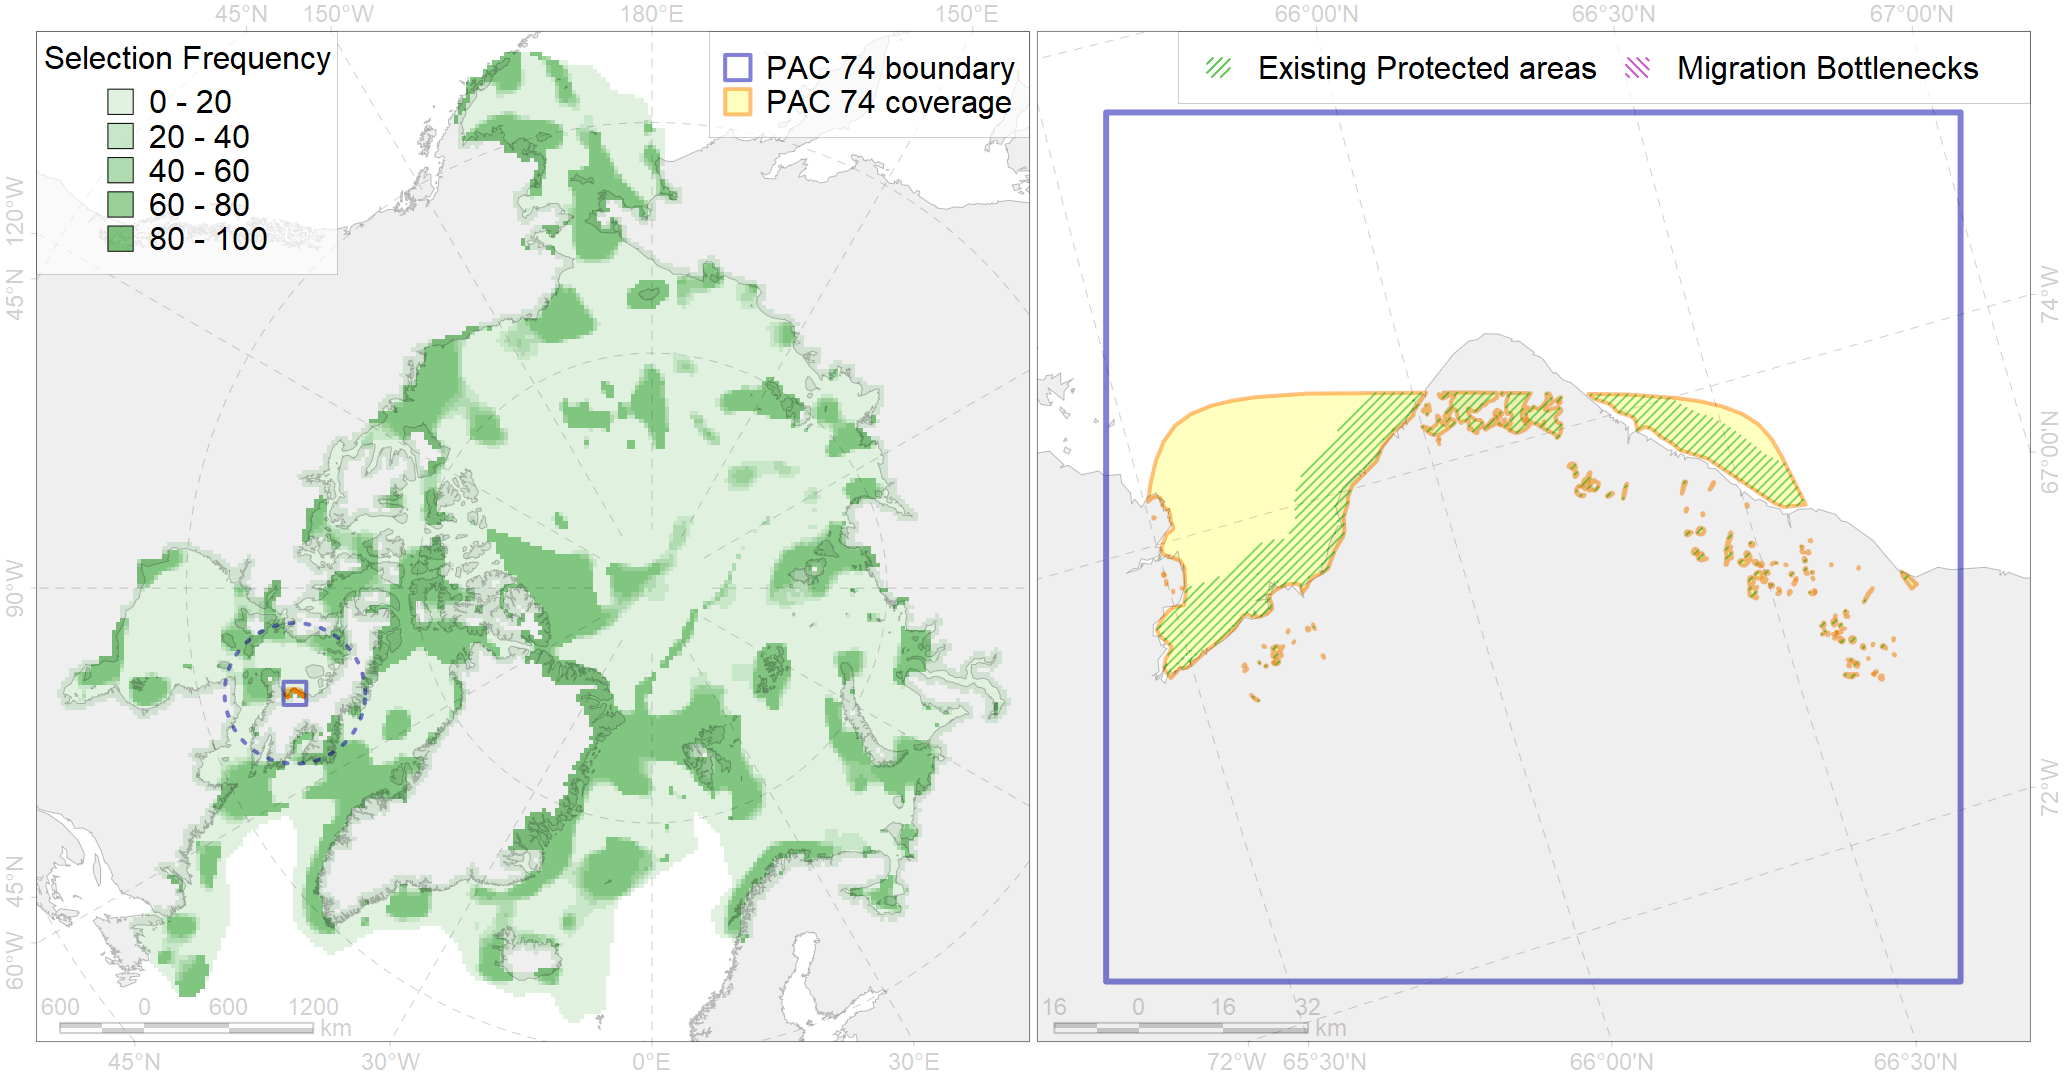 45°N 150°W 180°E 150°E 66°00'N 66°30'N 67°00'N
Selection Frequency
0 - 20
20 - 40
40 - 60
60 - 80
80 - 100
PAC 74 boundary
PAC 74 coverage
Existing Protected areas
Migration Bottlenecks
120°W
45°N
90°W
45°N
60°W
74°W
67°00'N
72°W
600 0 600 1200 km
16 0 16 32 km
45°N 30°W 0°E 30°E 72°W 65°30'N 66°00'N 66°30'N